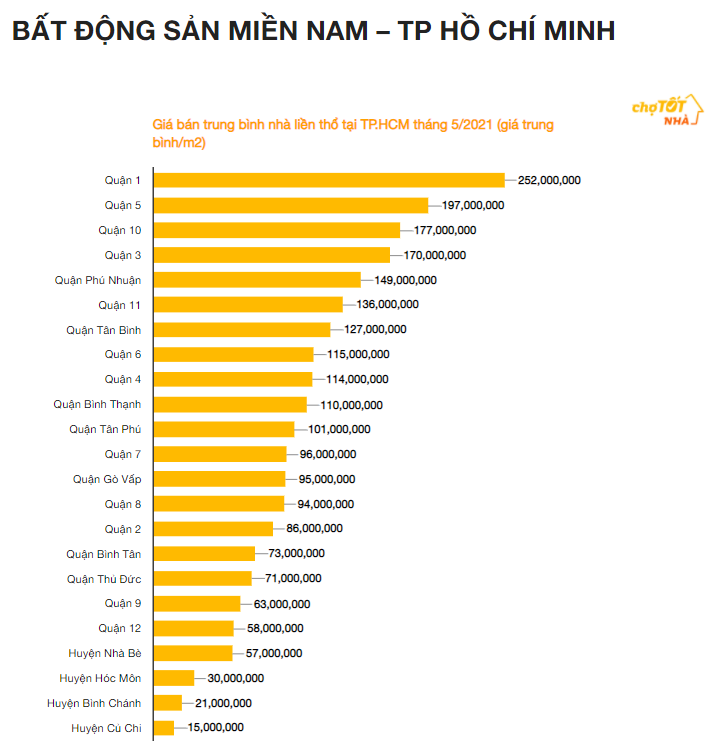 BẤT ĐỘNG SẢN MIỀN NAM – TP HỒ CHÍ MINH
chợTỐT
NHÀ
Giá bán trung bình nhà liền thổ tại TP.HCM tháng 5/2021 (giá trung
bình/m2)
Quận 1 252,000,000
Quận 5 197,000,000
Quận 10 177,000,000
Quận 3 170,000,000
Quận Phú Nhuận 149,000,000
Quận 11 136,000,000
Quận Tân Bình 127,000,000
Quận 6 115,000,000
Quận 4 114,000,000
Quận Bình Thạnh 110,000,000
Quận Tân Phú 101,000,000
Quận 7 96,000,000
Quận Gò Vấp 95,000,000
Quận 8 94,000,000
Quận 2 86,000,000
Quận Bình Tân 73,000,000
Quận Thủ Đức 71,000,000
Quận 9 63,000,000
Quận 12 58,000,000
Huyện Nhà Bè 57,000,000
Huyện Hóc Môn 30,000,000
Huyện Bình Chánh 21,000,000
Huyện Củ Chi 15,000,000